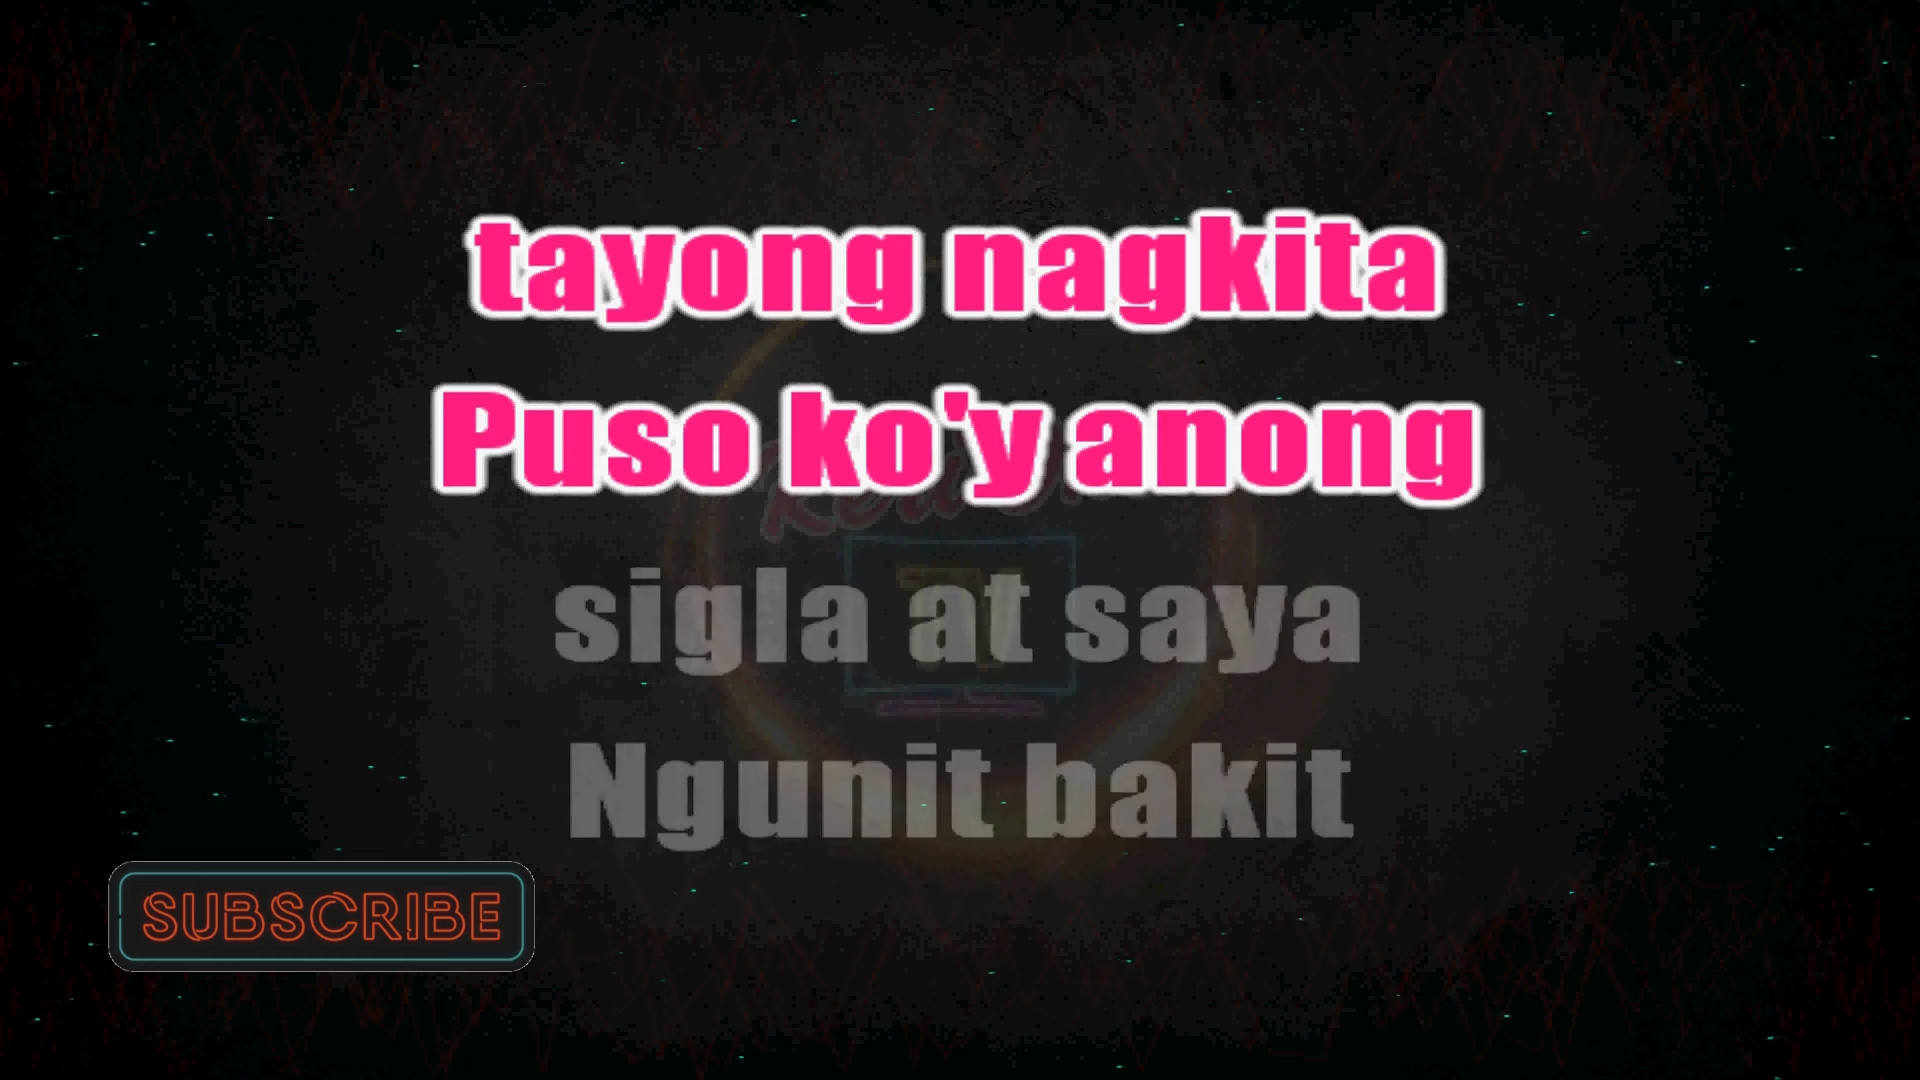 tayong nagkita
Puso ko'y anong
sigla at saya
Ngunit bakit
SUBSCRIBE